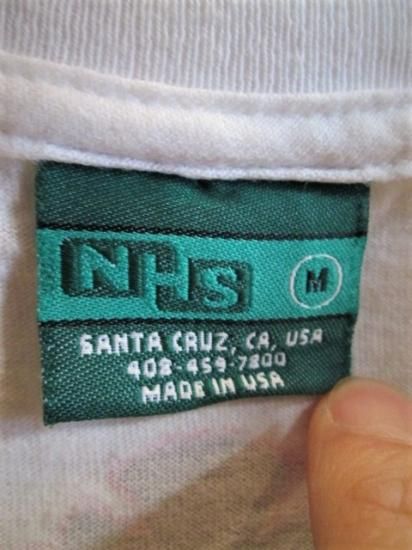 NHS M
SANTA CRUZ, CA, USA
408-459-7800
MADE IN USA